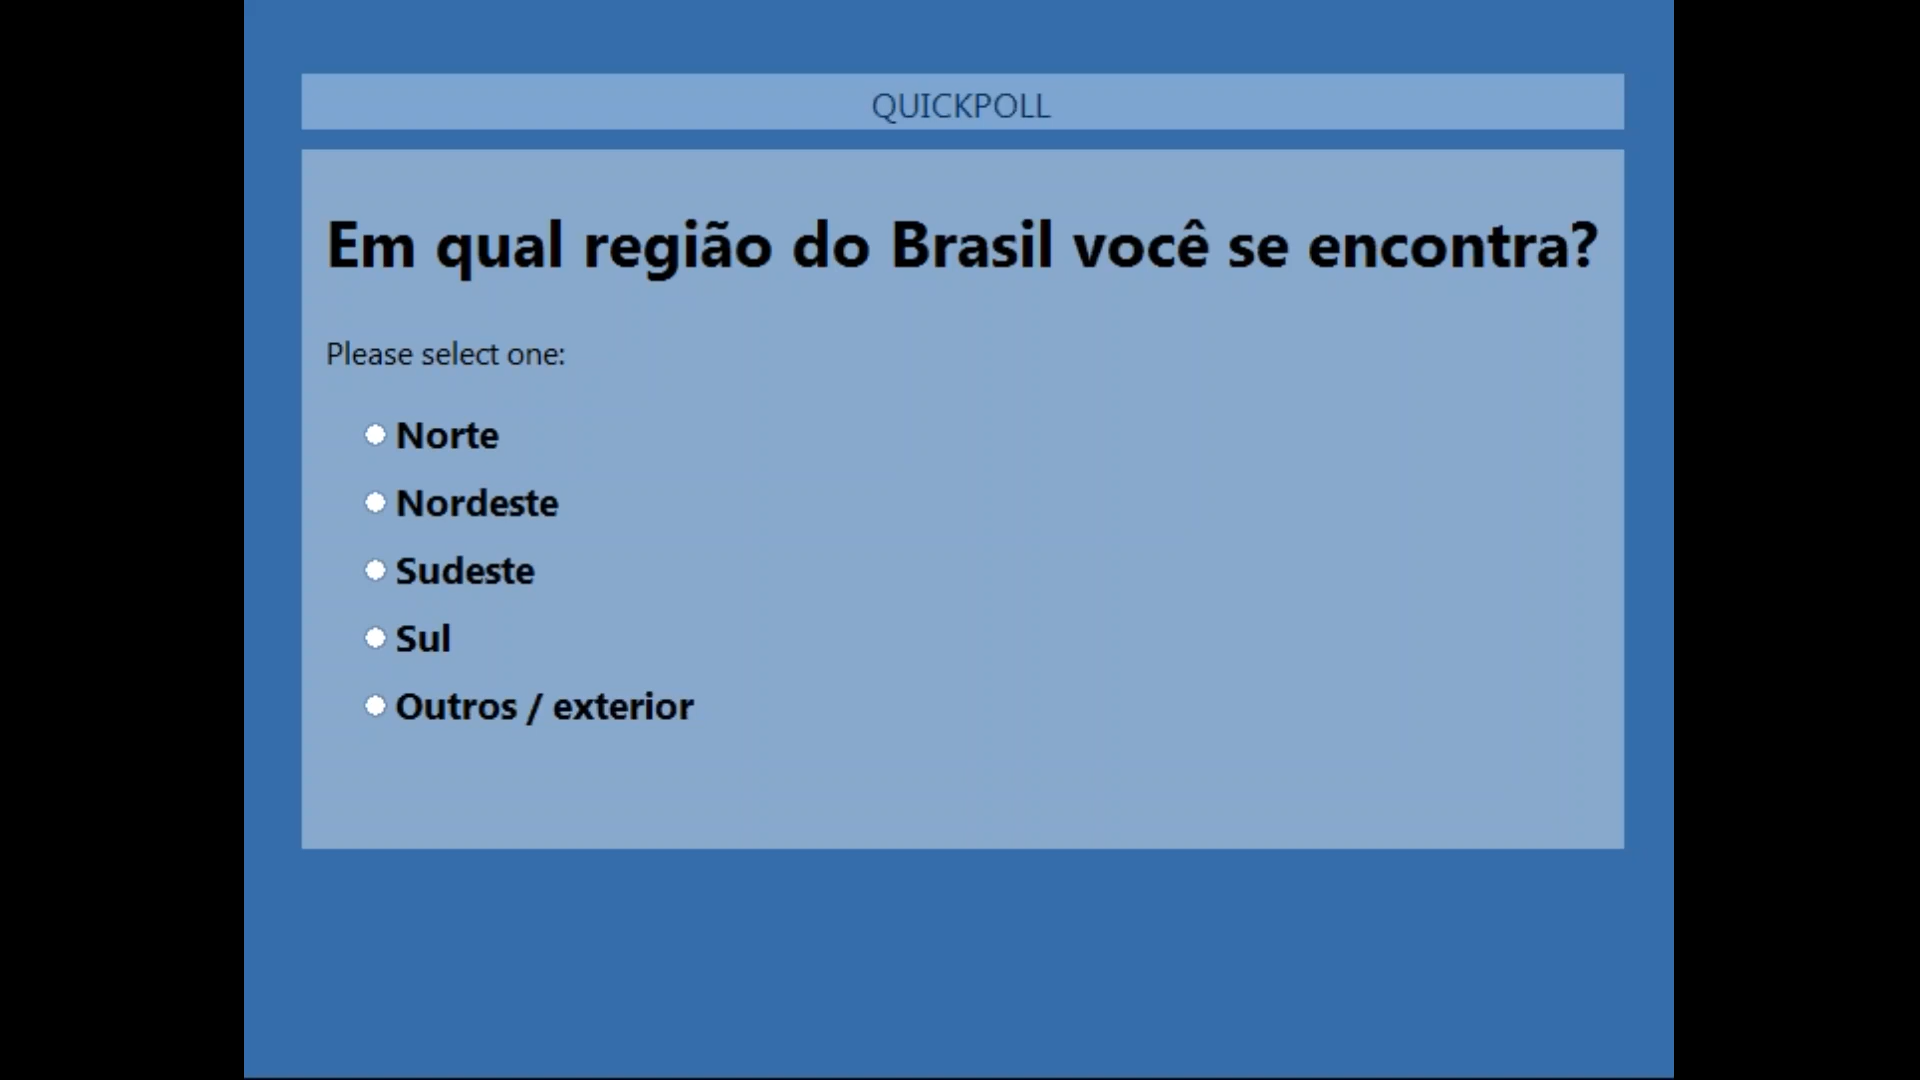 QUICKPOLL
Em qual região do Brasil você se encontra?
Please select one:
Norte
Nordeste
Sudeste
Sul
Outros / exterior